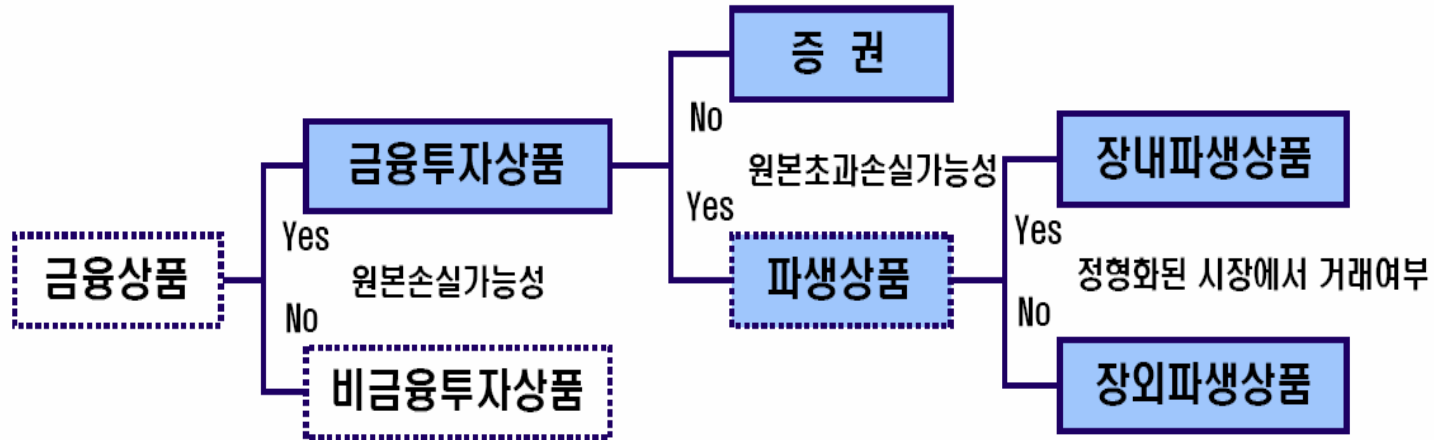 금융상품
Yes
원본손실가능성
No
금융투자상품
비금융투자상품
증 권
No
원본초과손실가능성
Yes
파생상품
장내파생상품
Yes
정형화된 시장에서 거래여부
No
장외파생상품